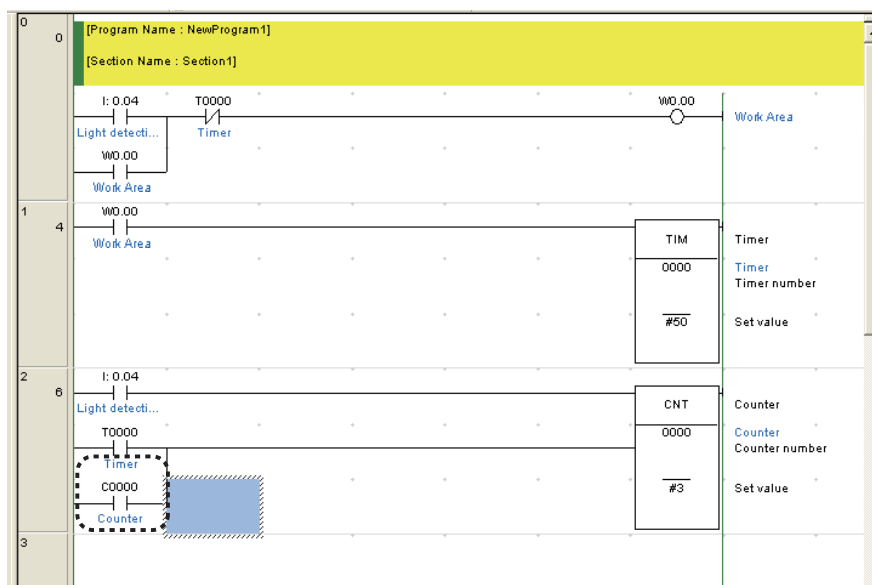 0
0
[Program Name : NewProgram1]
[Section Name : Section1]
I: 0.04 T0000 W0.00
Light detecti... Timer Work Area
W0.00
Work Area
1
4
W0.00
Work Area
TIM Timer
0000 Timer
Timer number
#50 Set value
2
6
I: 0.04
Light detecti...
CNT Counter
T0000
0000 Counter
Timer Counter number
C0000
#3 Set value
Counter
3